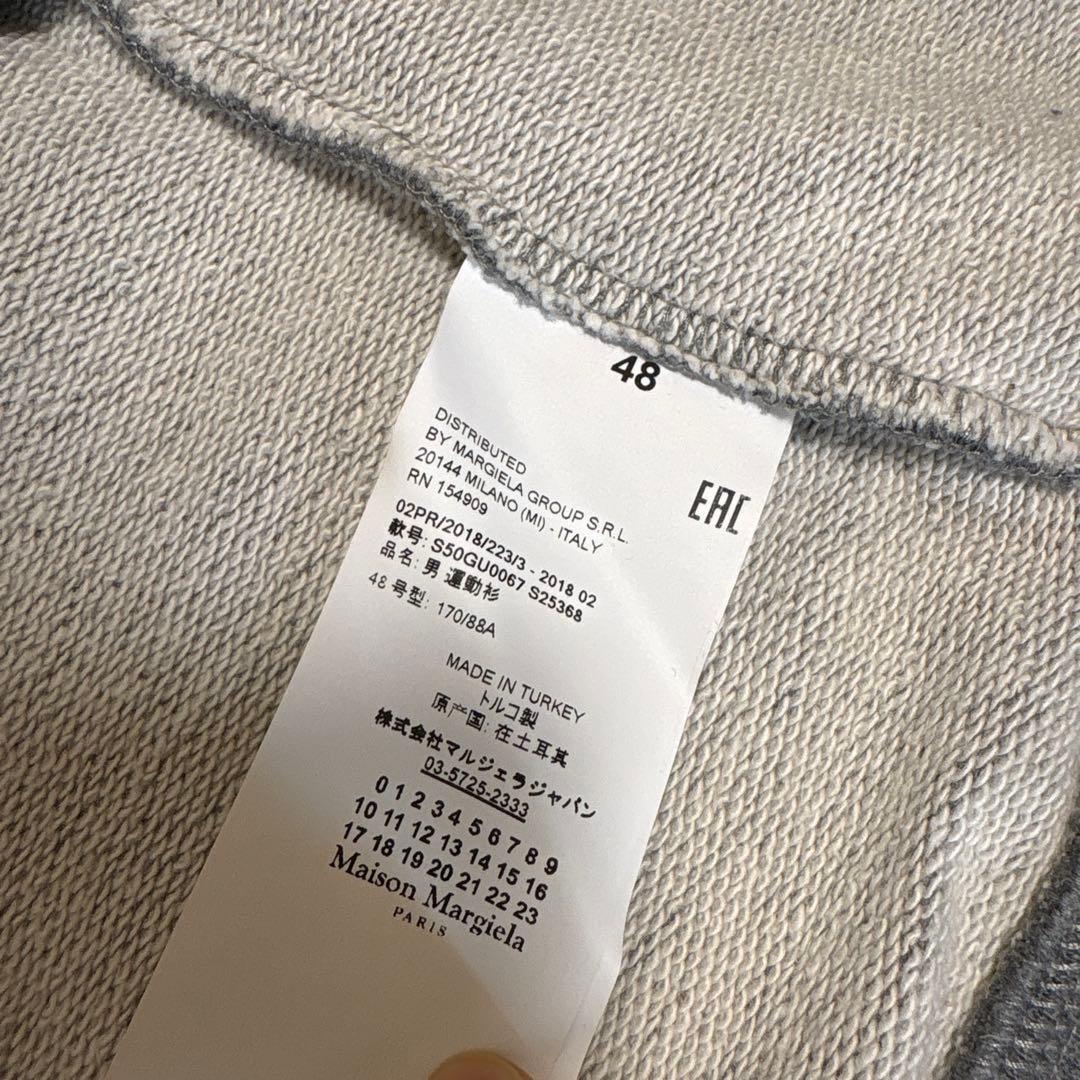 48
EAC
DISTRIBUTED
BY MARGIELA GROUP S.R.L.
20144 MILANO (MI) - ITALY
RN 154909
02PR/2018/223/3 - 2018 02
款号: S50GU0067 S25368
品名: 男 運動衫
48 号型: 170/88A
MADE IN TURKEY
トルコ製
原产国: 在土耳其
株式会社マルジェラジャパン
03-5725-2333
0 1 2 3 4 5 6 7 8 9
10 11 12 13 14 15 16
17 18 19 20 21 22 23
Maison Margiela
PARIS